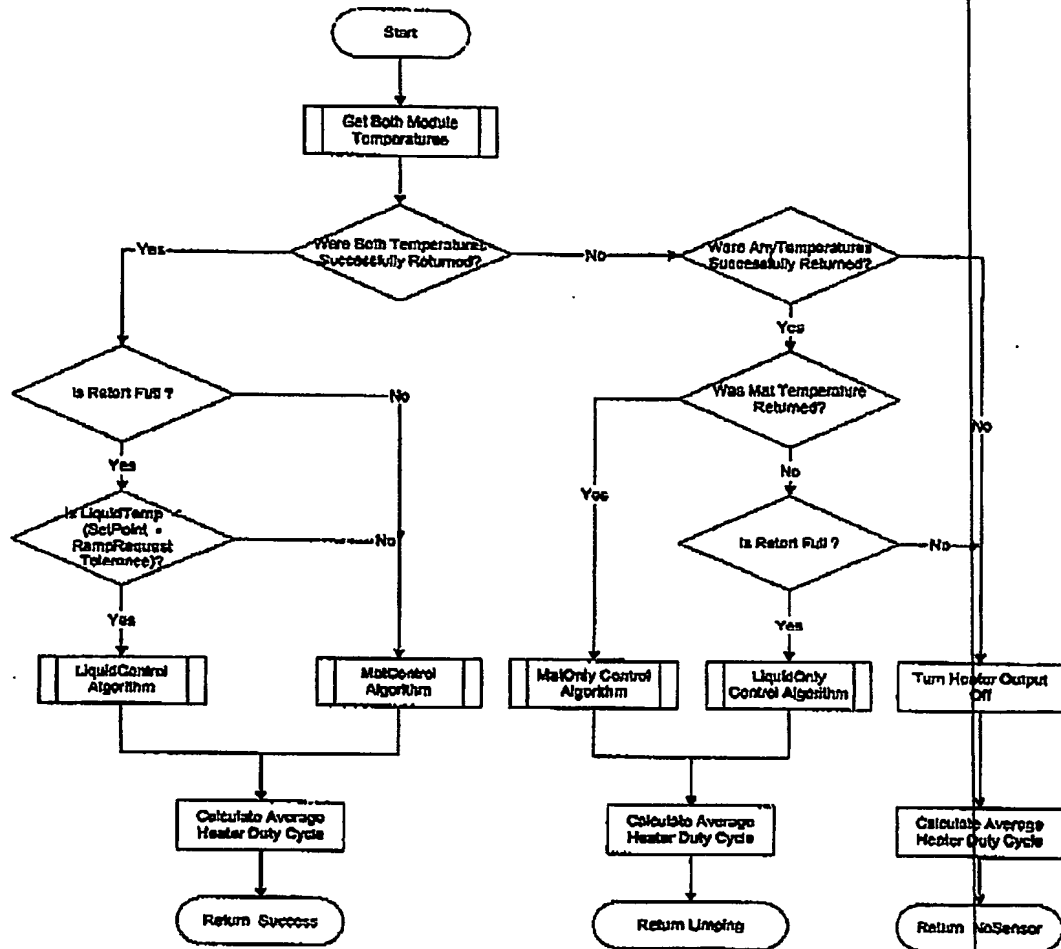 Start
Get Both Module
Temperatures
Were Both Temperatures
Successfully Returned?
Yes
No
Were AnyTemperatures
Successfully Returned?
Yes
No
Is Retort Full ?
No
Yes
Was Mat Temperature
Returned?
Yes
No
Is LiquidTemp
(SetPoint
RampRequest
Tolerance)?
No
Yes
Is Retort Full ?
No
Yes
LiquidControl
Algorithm
MatControl
Algorithm
MatOnly Control
Algorithm
LiquidOnly
Control Algorithm
Turn Heater Output
Off
Calculate Average
Heater Duty Cycle
Calculate Average
Heater Duty Cycle
Calculate Average
Heater Duty Cycle
Return Success
Return Limping
Return NoSensor